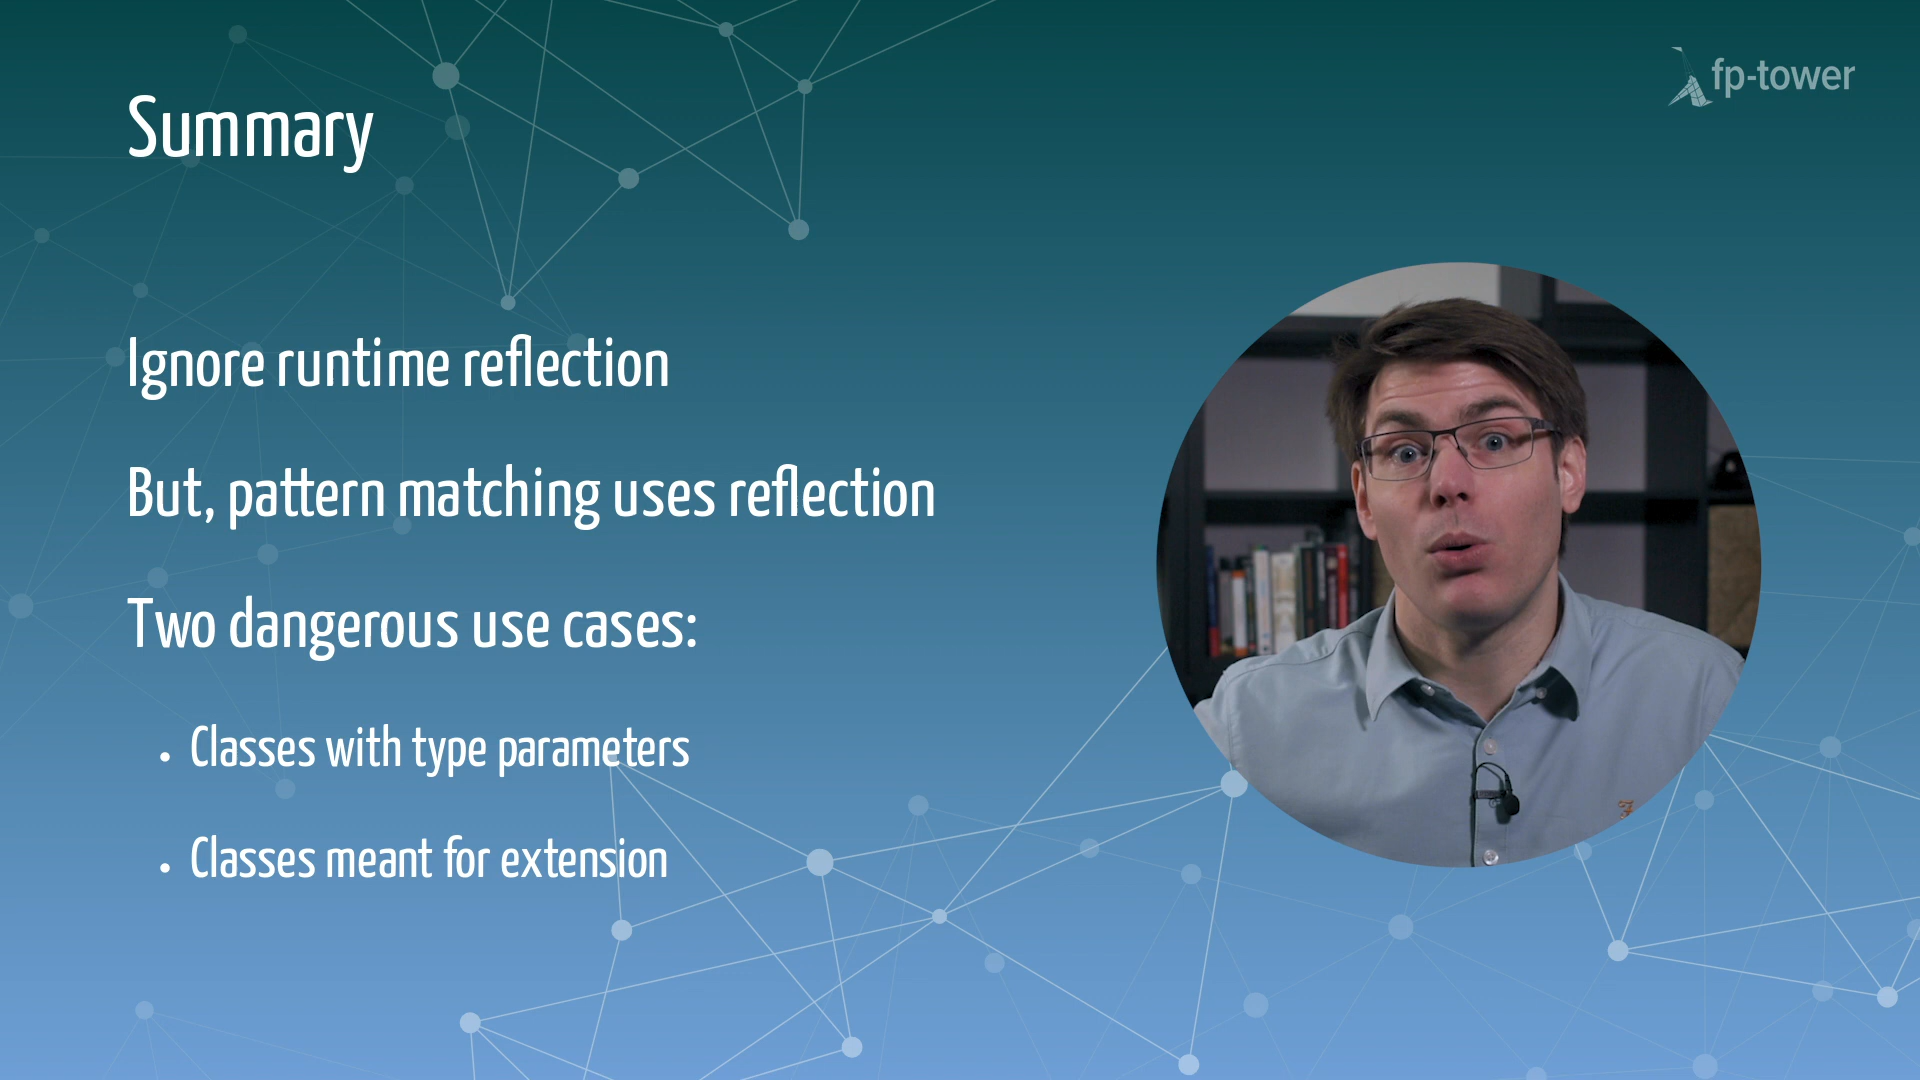 fp-tower
Summary
Ignore runtime reflection
But, pattern matching uses reflection
Two dangerous use cases:
• Classes with type parameters
• Classes meant for extension